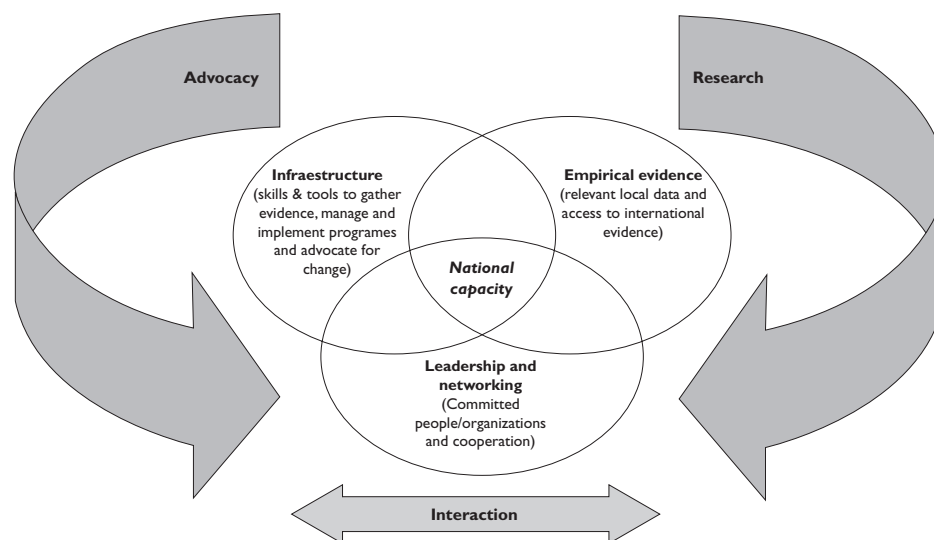 Advocacy
Research
Infraestructure
(skills & tools to gather
evidence, manage and
implement programes
and advocate for
change)
Empirical evidence
(relevant local data and
access to international
evidence)
National
capacity
Leadership and
networking
(Committed
people/organizations
and cooperation)
Interaction